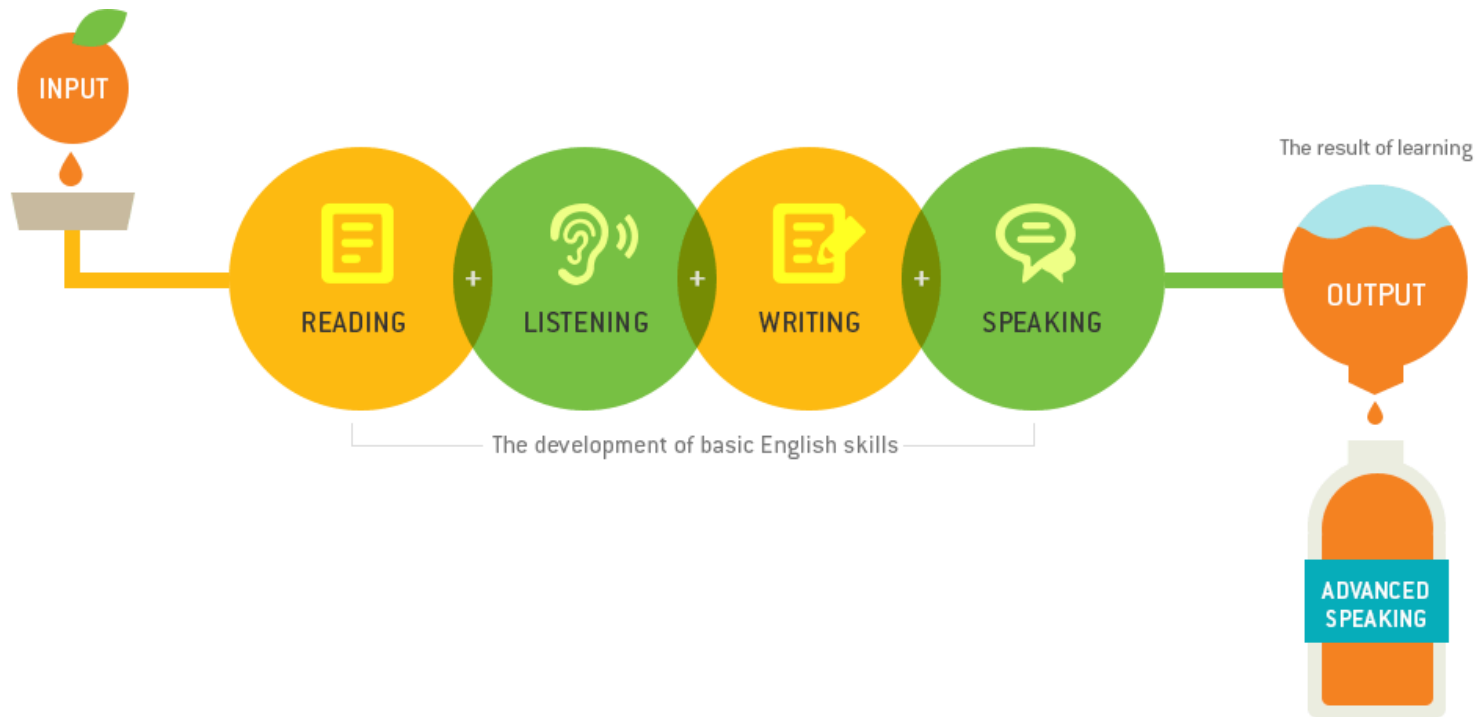 INPUT
The result of learning
+
+
+
OUTPUT
READING
LISTENING
WRITING
SPEAKING
The development of basic English skills
ADVANCED
SPEAKING